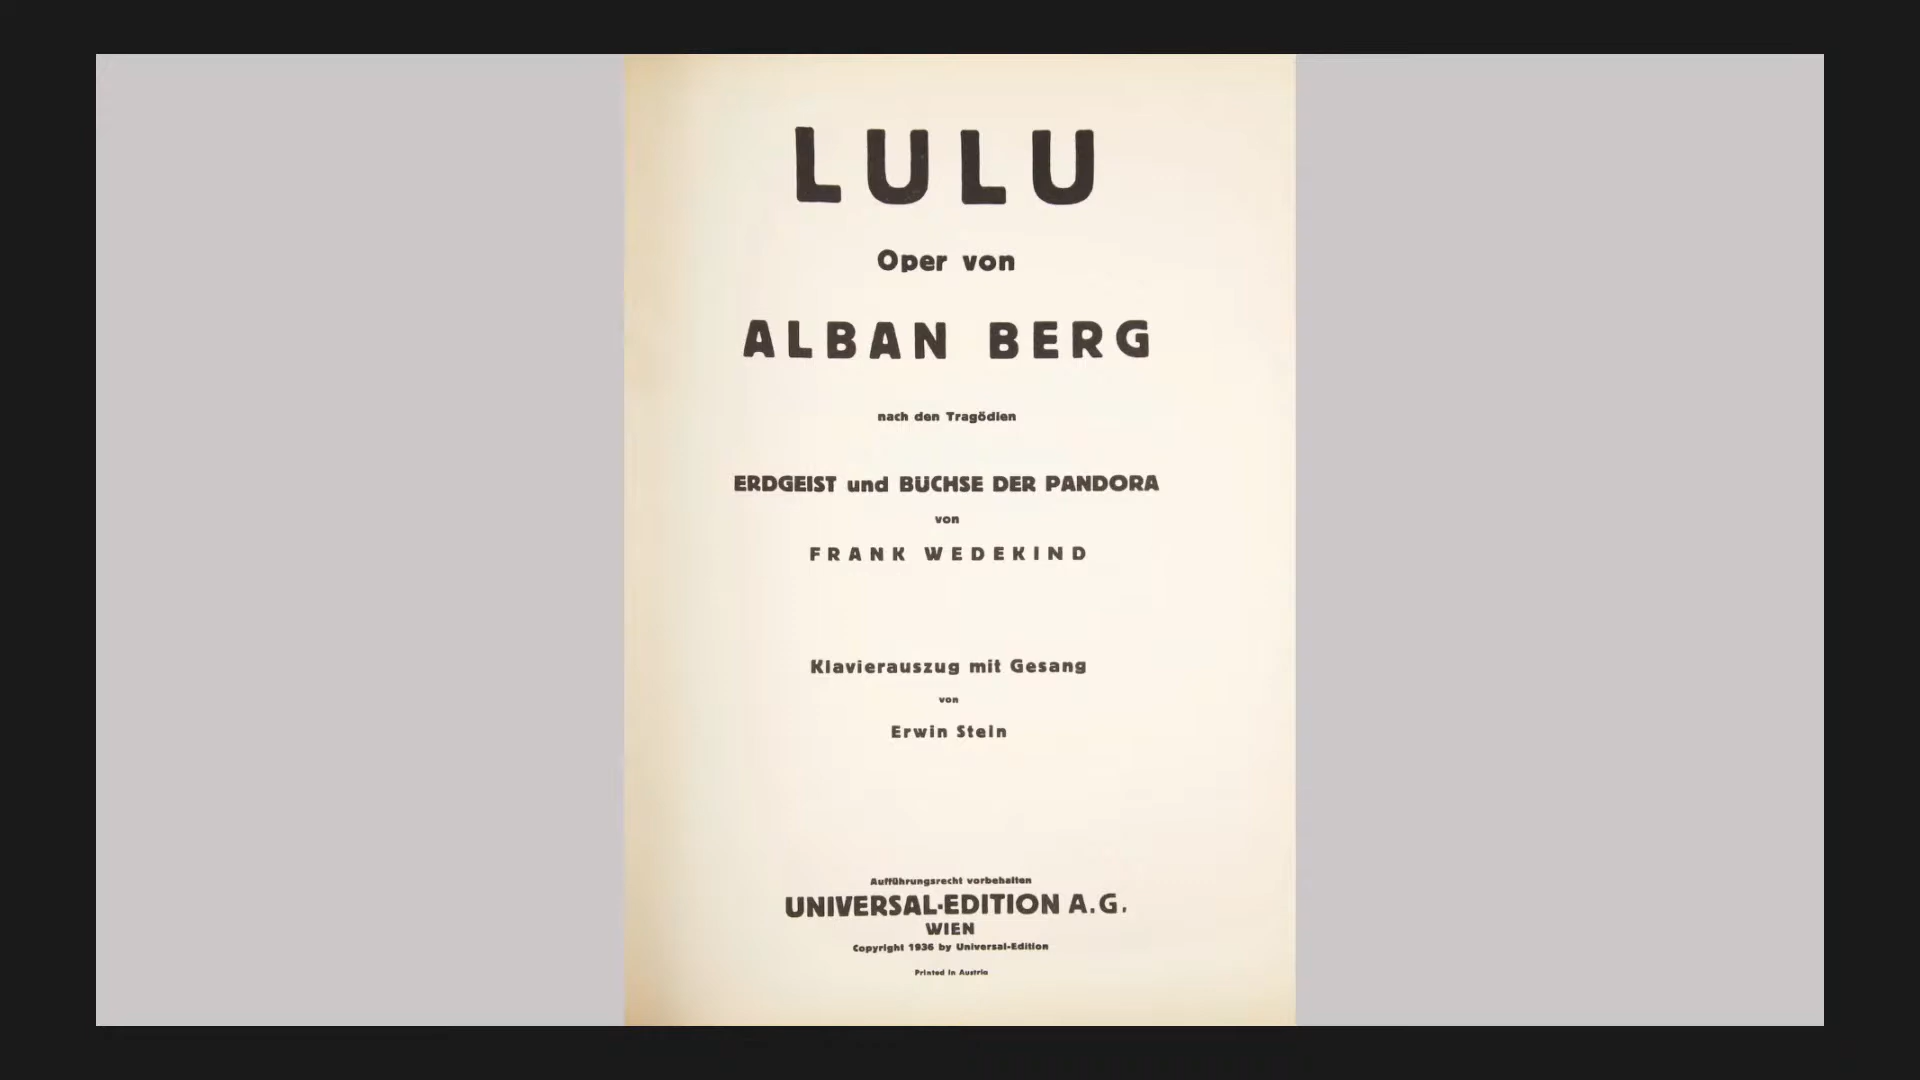 LULU
Oper von
ALBAN BERG
nach den Tragödien
ERDGEIST und BÜCHSE DER PANDORA
von
FRANK WEDEKIND
Klavierauszug mit Gesang
von
Erwin Stein
Aufführungsrecht vorbehalten
UNIVERSAL-EDITION A.G.
WIEN
Copyright 1936 by Universal-Edition
Printed in Austria